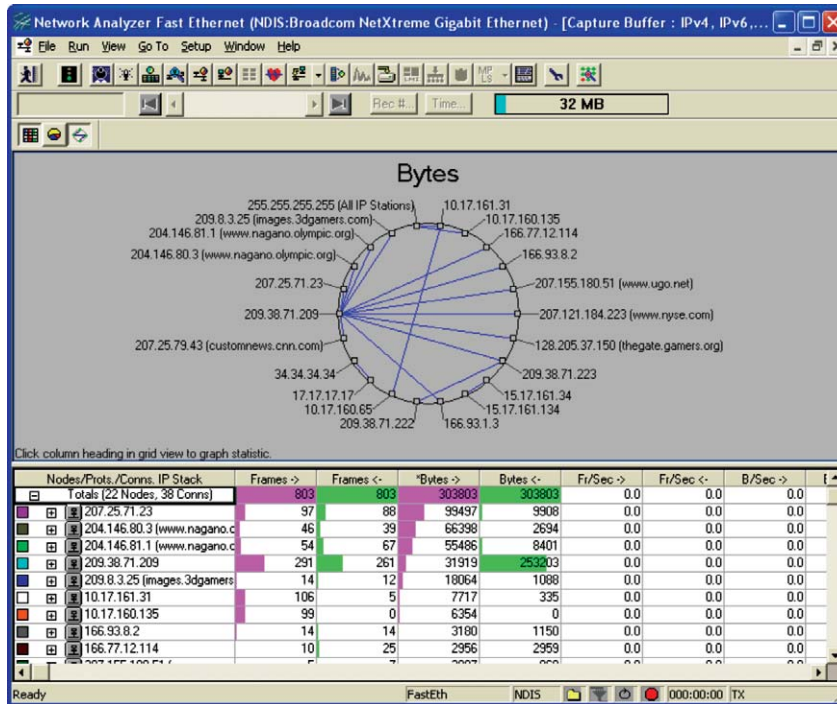 Network Analyzer Fast Ethernet (NDIS:Broadcom NetXtreme Gigabit Ethernet) - [Capture Buffer : IPv4, IPv6,...
File Run View Go To Setup Window Help
MP LS
Rec #... Time... 32 MB
Bytes
255.255.255.255 (All IP Stations) 10.17.161.31
209.8.3.25 (images.3dgamers.com) 10.17.160.135
204.146.81.1 (www.nagano.olympic.org) 166.77.12.114
204.146.80.3 (www.nagano.olympic.org) 166.93.8.2
207.25.71.23 207.155.180.51 (www.ugo.net)
209.38.71.209 207.121.184.223 (www.nyse.com)
207.25.79.43 (customnews.cnn.com) 128.205.37.150 (thegate.gamers.org)
34.34.34.34 209.38.71.223
17.17.17.17 15.17.161.34
10.17.160.65 15.17.161.134
209.38.71.222 166.93.1.3
Click column heading in grid view to graph statistic.
Nodes/Prots./Conns. IP Stack Frames -> Frames <- *Bytes -> Bytes <- Fr/Sec -> Fr/Sec <- B/Sec ->
Totals (22 Nodes, 38 Conns) 803 803 303803 303803 0.0 0.0 0.0
207.25.71.23 97 88 99497 9908 0.0 0.0 0.0
204.146.80.3 (www.nagano.c 46 39 66398 2694 0.0 0.0 0.0
204.146.81.1 (www.nagano.c 54 67 55486 8401 0.0 0.0 0.0
209.38.71.209 291 261 31919 253203 0.0 0.0 0.0
209.8.3.25 (images.3dgamers 14 12 18064 1088 0.0 0.0 0.0
10.17.161.31 106 5 7717 335 0.0 0.0 0.0
10.17.160.135 99 0 6354 0 0.0 0.0 0.0
166.93.8.2 14 14 3180 1150 0.0 0.0 0.0
166.77.12.114 10 25 2956 2959 0.0 0.0 0.0
Ready FastEth NDIS 000:00:00 TX